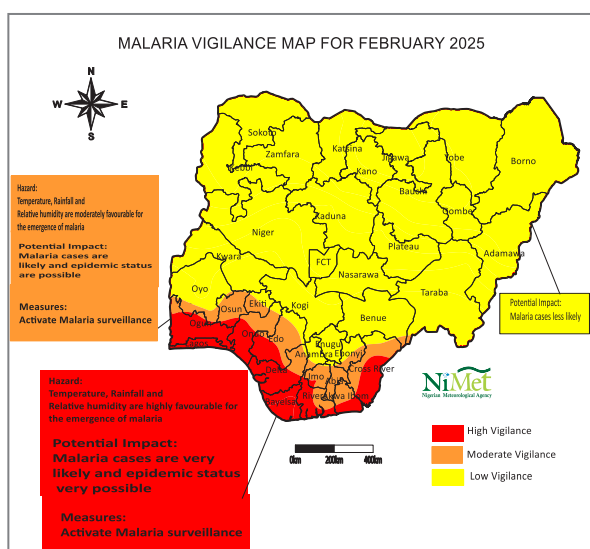 MALARIA VIGILANCE MAP FOR FEBRUARY 2025
N
W E
S
Sokoto
Zamfara
Katsina
Jigawa
Yobe
Borno
Kebbi
Kano
Bauchi
Gombe
Kaduna
Niger
Plateau
Adamawa
Kwara
FCT
Nasarawa
Taraba
Oyo
Osun
Ekiti
Kogi
Benue
Ogun
Lagos
Ondo
Edo
Enugu
Anambra
Ebonyi
Delta
Imo
Abia
Cross River
Bayelsa
Rivers
Akwa Ibom
Hazard:
Temperature, Rainfall and
Relative humidity are moderately favourable for
the emergence of malaria
Potential Impact:
Malaria cases are
likely and epidemic status
are possible
Measures:
Activate Malaria surveillance
Potential Impact:
Malaria cases less likely
Hazard:
Temperature, Rainfall and
Relative humidity are highly favourable for
the emergence of malaria
Potential Impact:
Malaria cases are very
likely and epidemic status
very possible
Measures:
Activate Malaria surveillance
NiMet
Nigerian Meteorological Agency
High Vigilance
Moderate Vigilance
Low Vigilance
0km 200km 400km